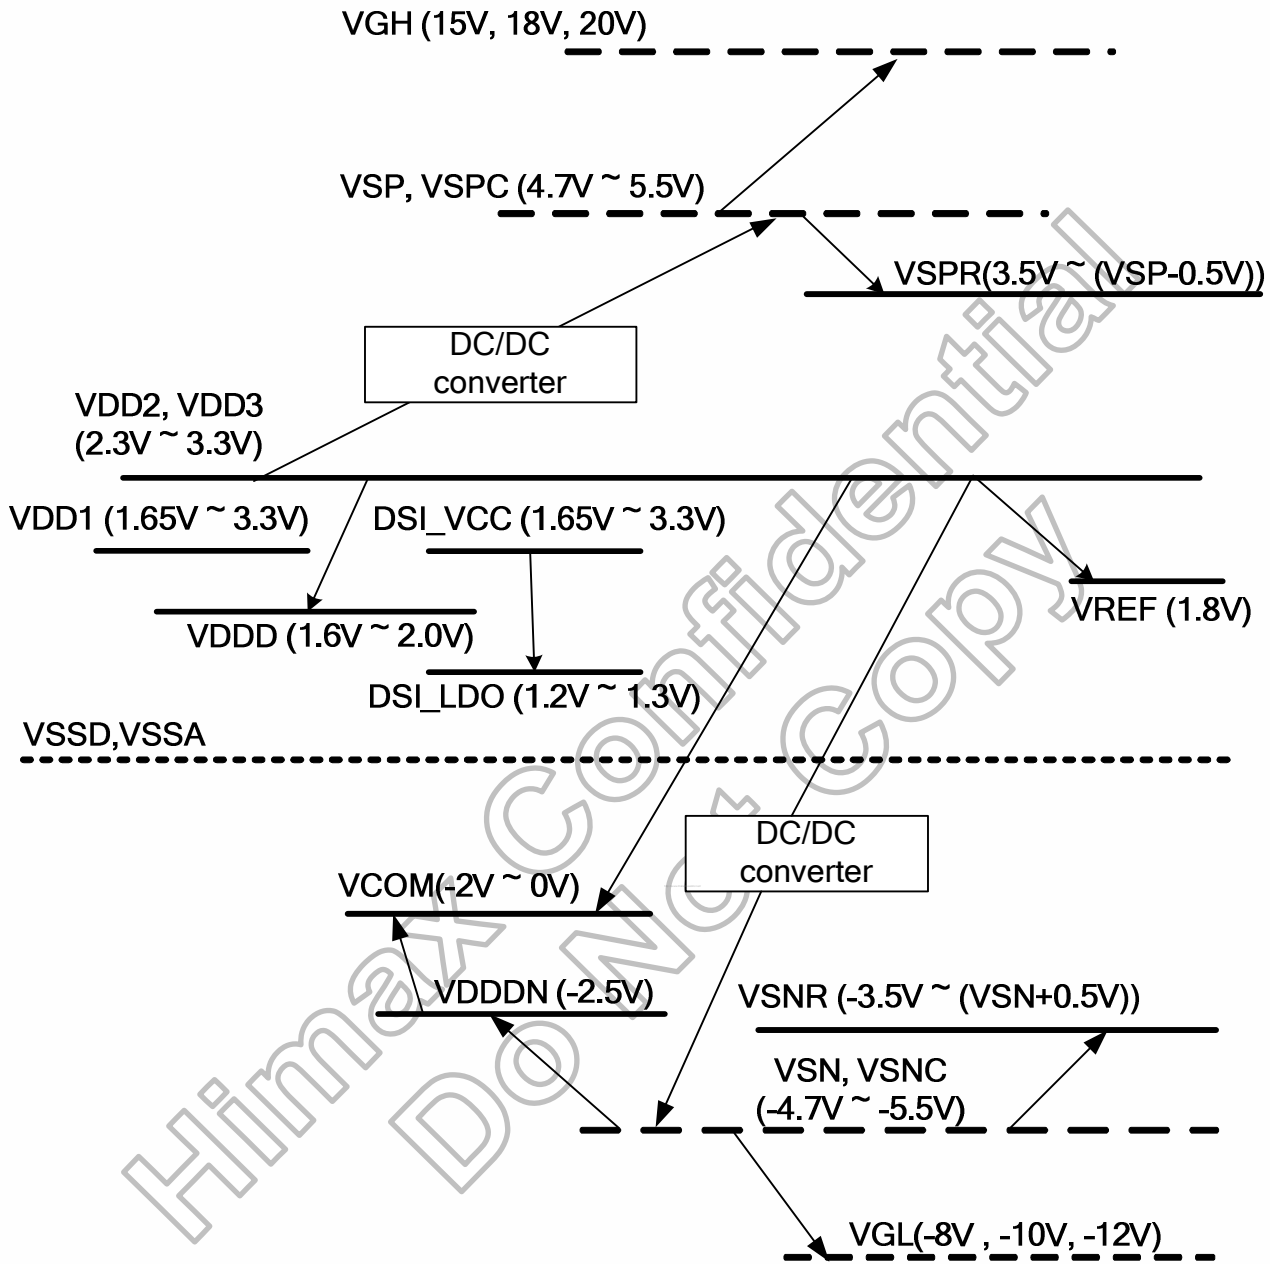 VGH (15V, 18V, 20V)
VSP, VSPC (4.7V ~ 5.5V)
VSPR(3.5V ~ (VSP-0.5V))
DC/DC
converter
VDD2, VDD3
(2.3V ~ 3.3V)
VDD1 (1.65V ~ 3.3V)
DSI_VCC (1.65V ~ 3.3V)
VREF (1.8V)
VDDD (1.6V ~ 2.0V)
DSI_LDO (1.2V ~ 1.3V)
VSSD,VSSA
DC/DC
converter
VCOM(-2V ~ 0V)
VDDDN (-2.5V)
VSNR (-3.5V ~ (VSN+0.5V))
VSN, VSNC
(-4.7V ~ -5.5V)
VGL(-8V , -10V, -12V)
Himax Confidential
Do Not Copy